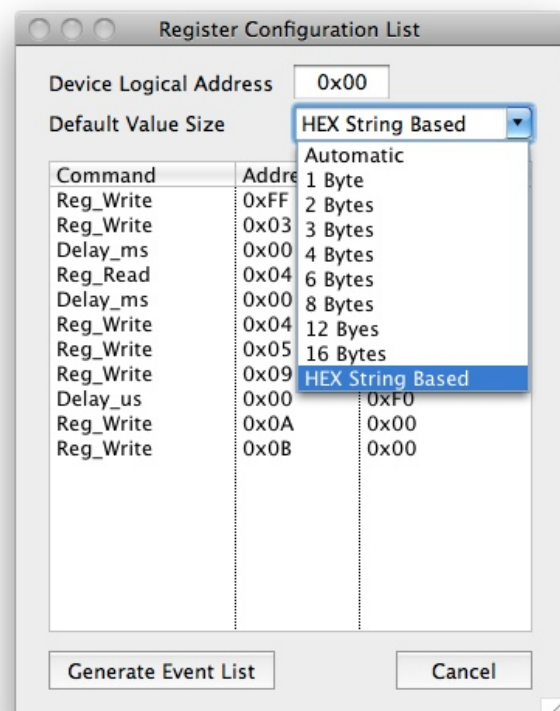 Register Configuration List
Device Logical Address 0x00
Default Value Size HEX String Based
Automatic
1 Byte
2 Bytes
3 Bytes
4 Bytes
6 Bytes
8 Bytes
12 Byes
16 Bytes
HEX String Based
Command Addre
Reg_Write 0xFF
Reg_Write 0x03
Delay_ms 0x00
Reg_Read 0x04
Delay_ms 0x00
Reg_Write 0x04
Reg_Write 0x05
Reg_Write 0x09
Delay_us 0x00 0xF0
Reg_Write 0x0A 0x00
Reg_Write 0x0B 0x00
Generate Event List Cancel